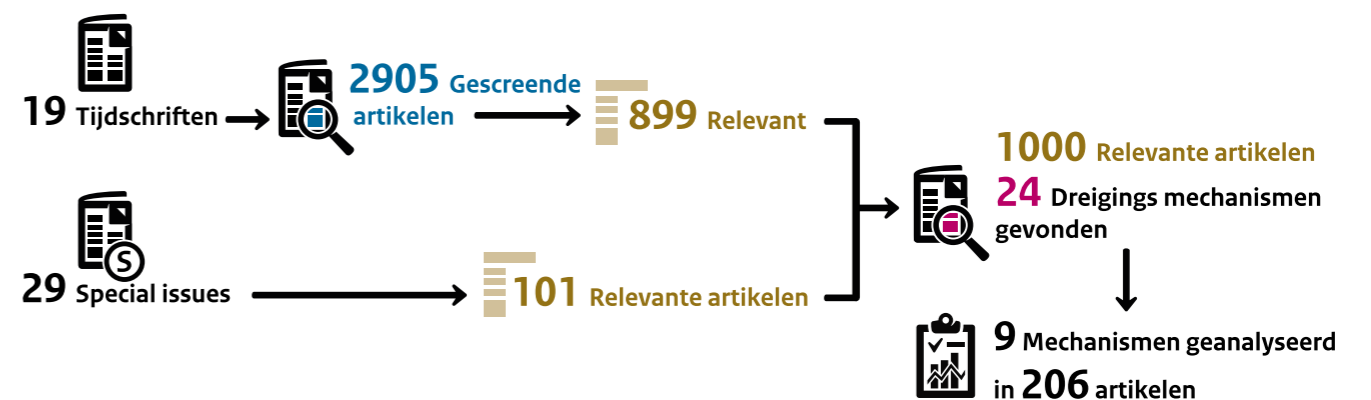 19 Tijdschriften
2905 Gescreende
artikelen
899 Relevant
S
29 Special issues
101 Relevante artikelen
1000 Relevante artikelen
24 Dreigings mechanismen
gevonden
9 Mechanismen geanalyseerd
in 206 artikelen